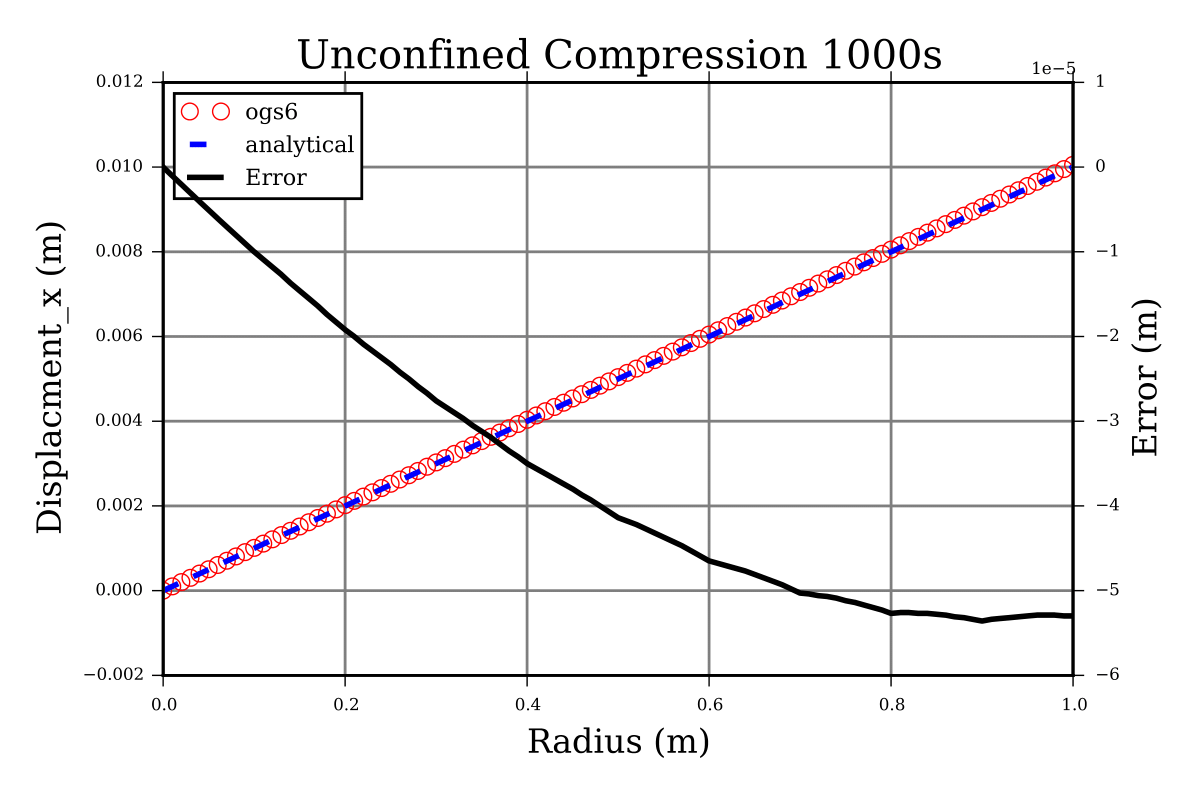 Unconfined Compression 1000s
1e−5
0.012
0.010
0.008
0.006
0.004
0.002
0.000
−0.002
Displacment_x (m)
ogs6
analytical
Error
1
0
−1
−2
−3
−4
−5
−6
Error (m)
0.0 0.2 0.4 0.6 0.8 1.0
Radius (m)